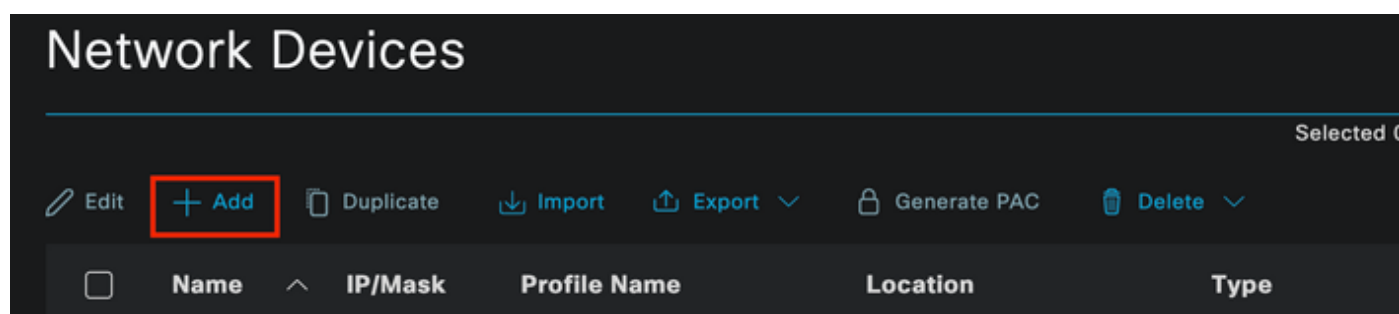 Network Devices
Selected
Edit Add Duplicate Import Export Generate PAC Delete
Name IP/Mask Profile Name Location Type